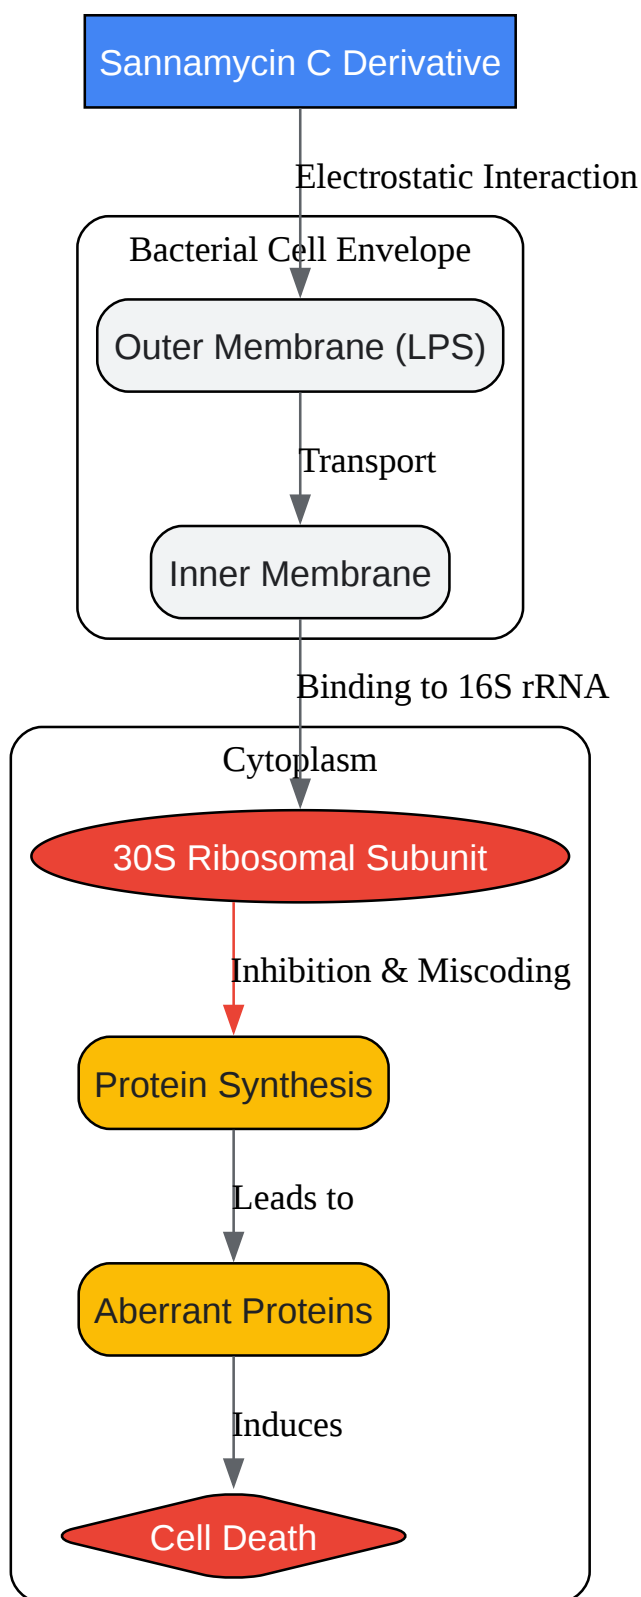 Sannamycin C Derivative
Electrostatic Interaction
Bacterial Cell Envelope
Outer Membrane (LPS)
Transport
Inner Membrane
Binding to 16S rRNA
Cytoplasm
30S Ribosomal Subunit
Inhibition & Miscoding
Protein Synthesis
Leads to
Aberrant Proteins
Induces
Cell Death